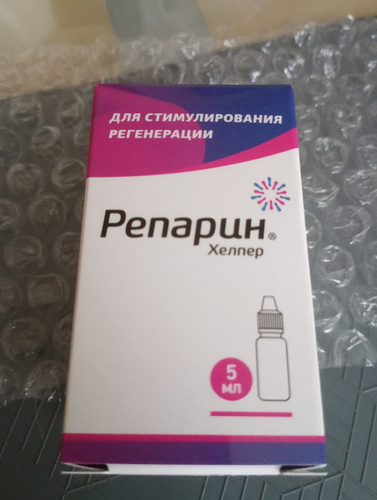 ДЛЯ СТИМУЛИРОВАНИЯ
РЕГЕНЕРАЦИИ
Репарин®
Хелпер
5
МЛ